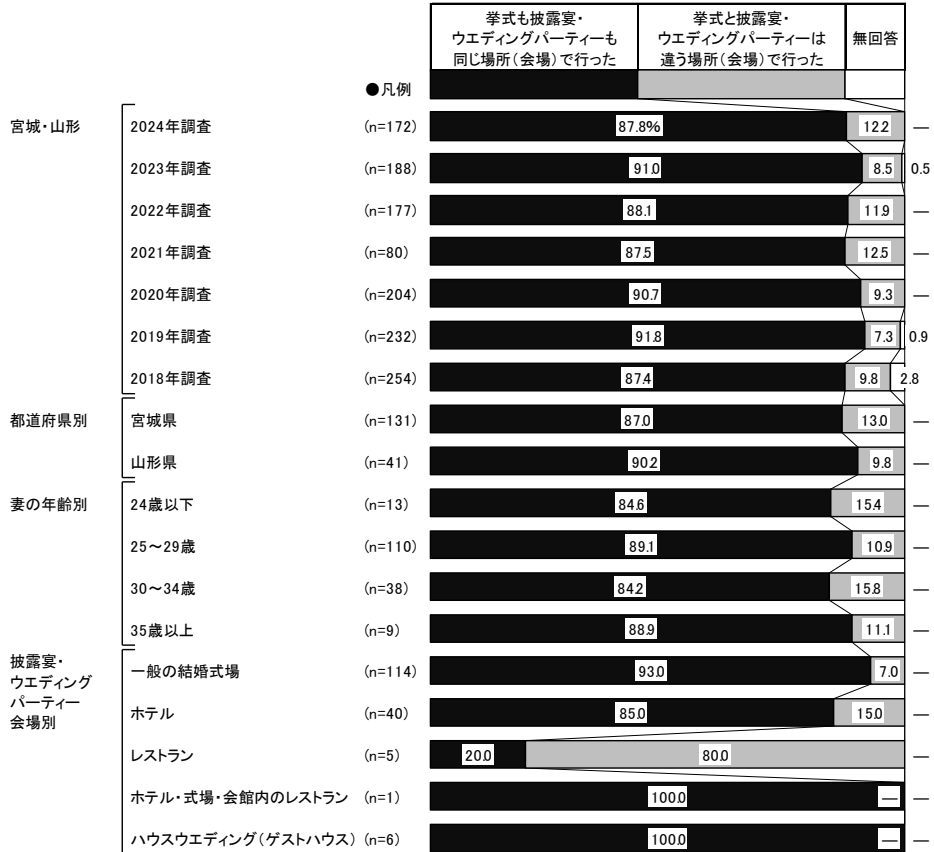 挙式も披露宴・
ウエディングパーティーも
同じ場所(会場)で行った
挙式と披露宴・
ウエディングパーティーは
違う場所(会場)で行った
無回答
●凡例
宮城・山形
2024年調査 (n=172) 87.8% 12.2 —
2023年調査 (n=188) 91.0 8.5 0.5
2022年調査 (n=177) 88.1 11.9 —
2021年調査 (n=80) 87.5 12.5 —
2020年調査 (n=204) 90.7 9.3 —
2019年調査 (n=232) 91.8 7.3 0.9
2018年調査 (n=254) 87.4 9.8 2.8
都道府県別
宮城県 (n=131) 87.0 13.0 —
山形県 (n=41) 90.2 9.8 —
妻の年齢別
24歳以下 (n=13) 84.6 15.4 —
25~29歳 (n=110) 89.1 10.9 —
30~34歳 (n=38) 84.2 15.8 —
35歳以上 (n=9) 88.9 11.1 —
披露宴・
ウエディング
パーティー
会場別
一般の結婚式場 (n=114) 93.0 7.0 —
ホテル (n=40) 85.0 15.0 —
レストラン (n=5) 20.0 80.0 —
ホテル・式場・会館内のレストラン (n=1) 100.0 — —
ハウスウエディング(ゲストハウス) (n=6) 100.0 — —